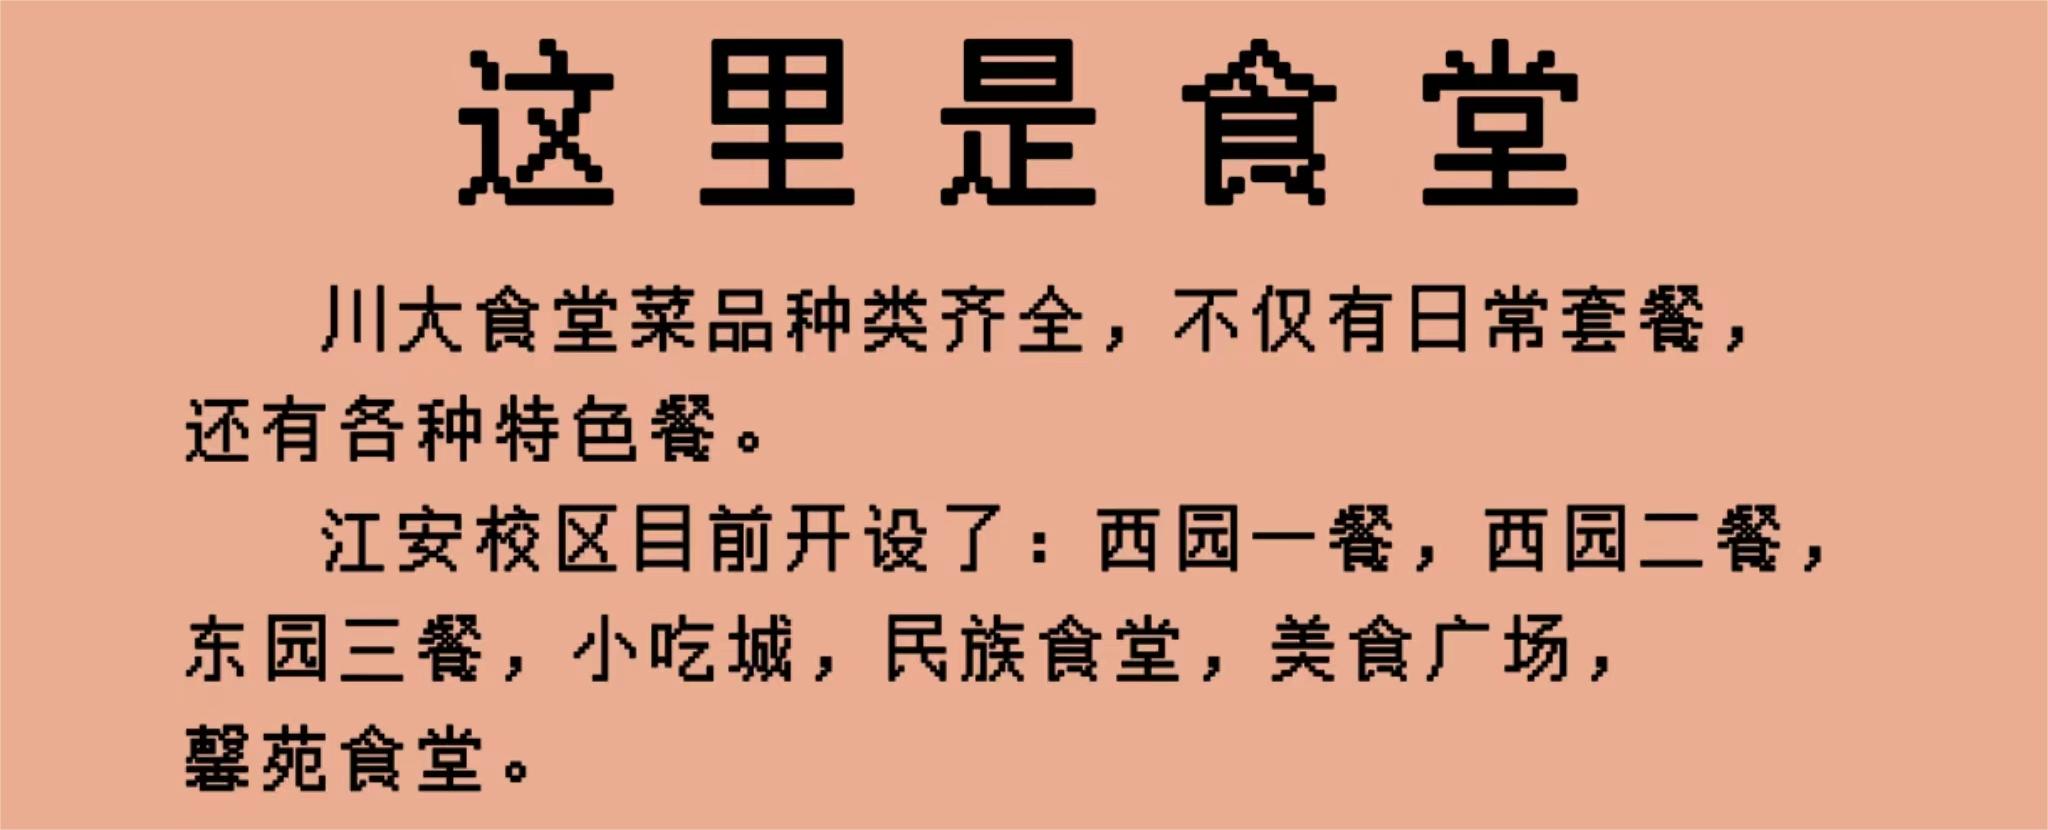 这里是食堂
川大食堂菜品种类齐全，不仅有日常套餐，
还有各种特色餐。
江安校区目前开设了：西园一餐，西园二餐，
东园三餐，小吃城，民族食堂，美食广场，
馨苑食堂。